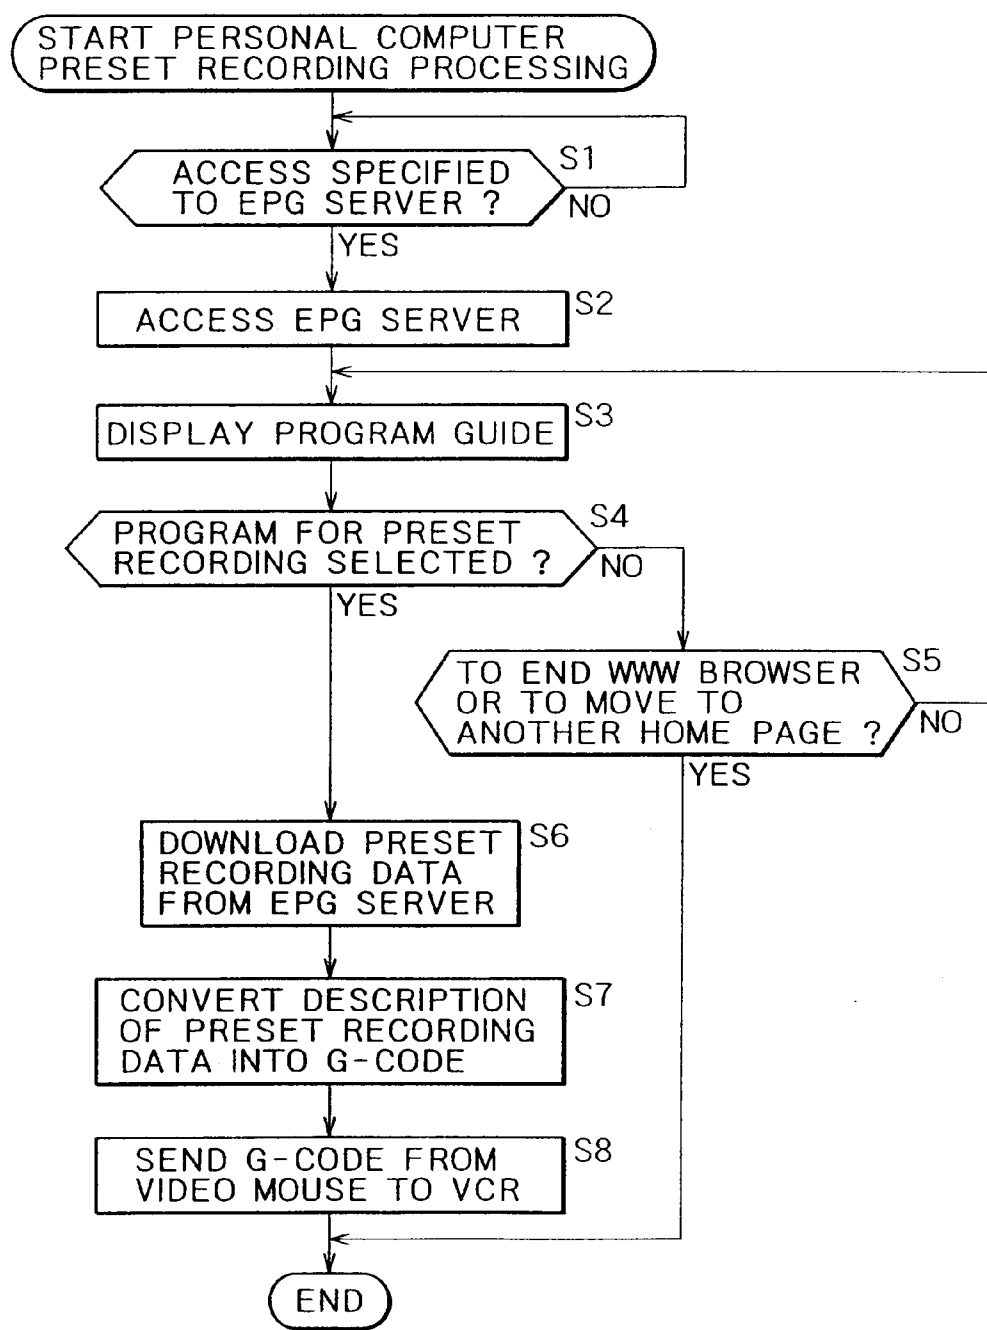 START PERSONAL COMPUTER
PRESET RECORDING PROCESSING
S1
ACCESS SPECIFIED
TO EPG SERVER ?
NO
YES
S2
ACCESS EPG SERVER
S3
DISPLAY PROGRAM GUIDE
S4
PROGRAM FOR PRESET
RECORDING SELECTED ?
NO
YES
S5
TO END WWW BROWSER
OR TO MOVE TO
ANOTHER HOME PAGE ?
NO
YES
S6
DOWNLOAD PRESET
RECORDING DATA
FROM EPG SERVER
S7
CONVERT DESCRIPTION
OF PRESET RECORDING
DATA INTO G-CODE
S8
SEND G-CODE FROM
VIDEO MOUSE TO VCR
END